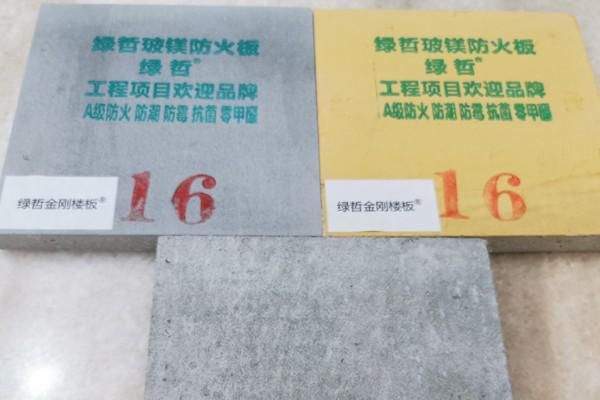 绿哲玻镁防火板
绿哲®
工程项目欢迎品牌
A级防火 防潮 防霉 抗菌 零甲醛
16
绿哲金刚楼板®
绿哲玻镁防火板
绿哲®
工程项目欢迎品牌
A级防火 防潮 防霉 抗菌 零甲醛
16
绿哲金刚楼板®